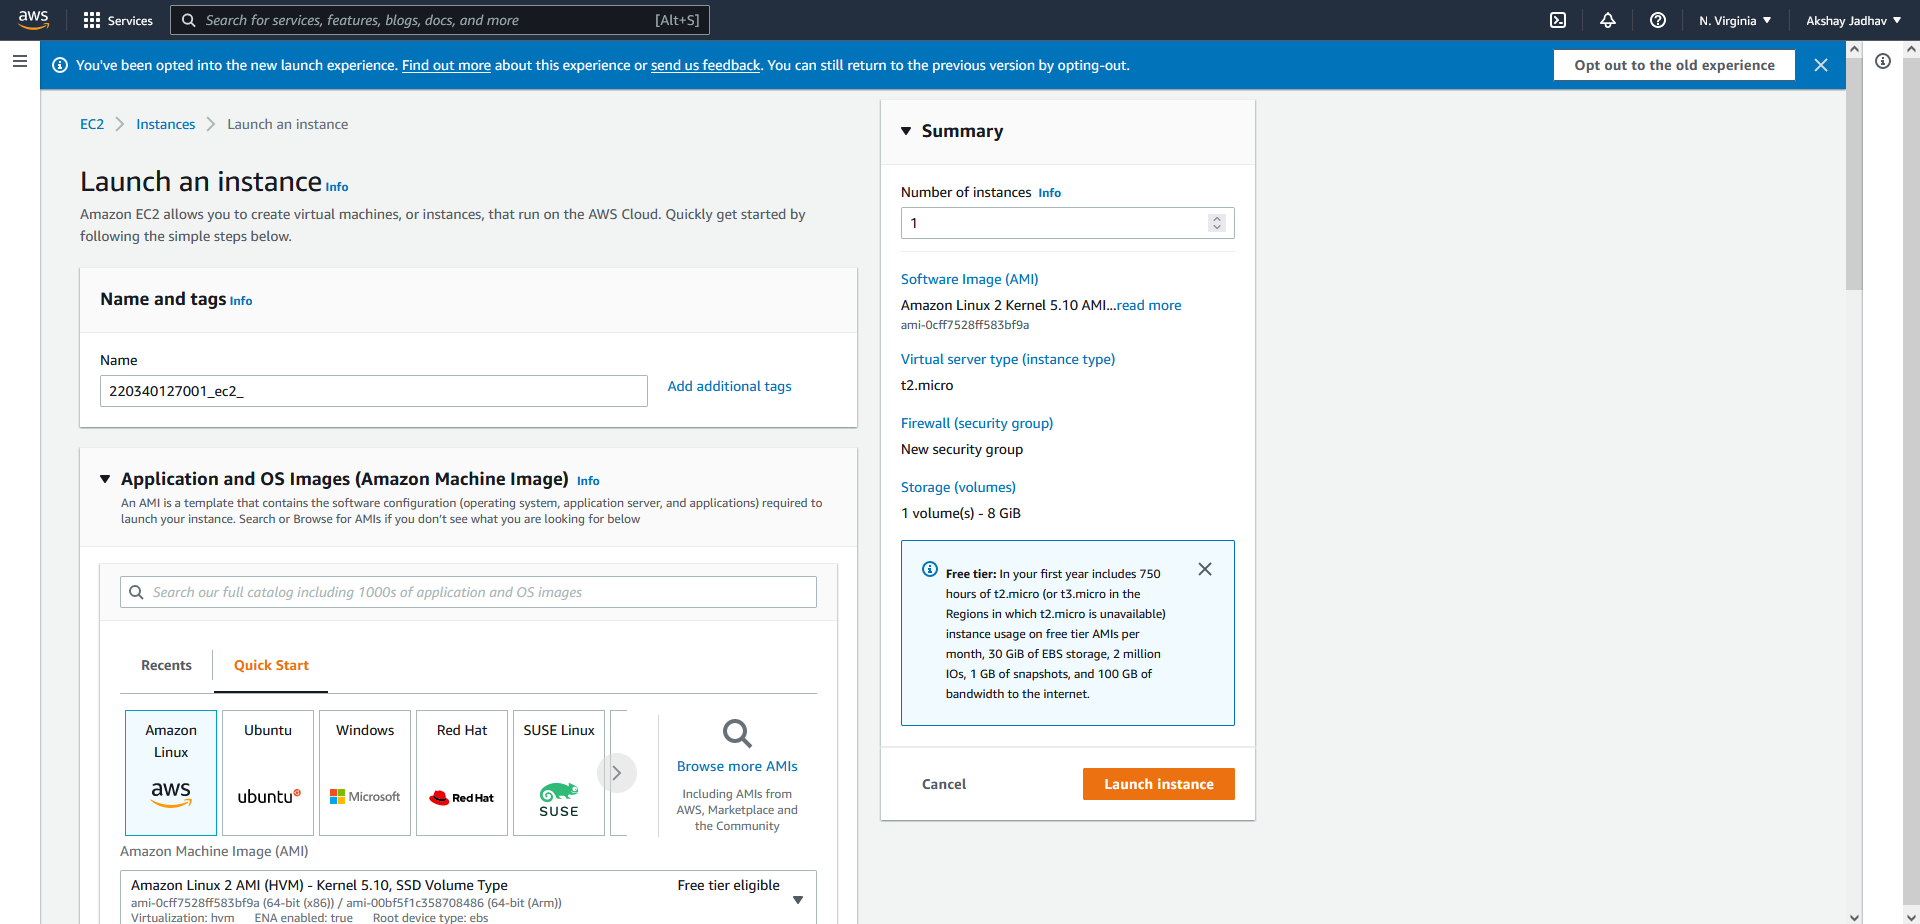 aws
Services
Search for services, features, blogs, docs, and more [Alt+S]
N. Virginia
Akshay Jadhav
You've been opted into the new launch experience. Find out more about this experience or send us feedback. You can still return to the previous version by opting-out.
Opt out to the old experience
EC2 Instances Launch an instance
Launch an instance Info
Amazon EC2 allows you to create virtual machines, or instances, that run on the AWS Cloud. Quickly get started by
following the simple steps below.
Name and tags Info
Name
220340127001_ec2_
Add additional tags
Application and OS Images (Amazon Machine Image) Info
An AMI is a template that contains the software configuration (operating system, application server, and applications) required to
launch your instance. Search or Browse for AMIs if you don't see what you are looking for below
Search our full catalog including 1000s of application and OS images
Recents
Quick Start
Amazon
Linux
aws
Ubuntu
ubuntu
Windows
Microsoft
Red Hat
Red Hat
SUSE Linux
SUSE
Browse more AMIs
Including AMIs from
AWS, Marketplace and
the Community
Amazon Machine Image (AMI)
Amazon Linux 2 AMI (HVM) - Kernel 5.10, SSD Volume Type
Free tier eligible
ami-0cff7528ff583bf9a (64-bit (x86)) / ami-00bf5f1c358708486 (64-bit (Arm))
Virtualization: hvm ENA enabled: true Root device type: ebs
Summary
Number of instances Info
1
Software Image (AMI)
Amazon Linux 2 Kernel 5.10 AMI...read more
ami-0cff7528ff583bf9a
Virtual server type (instance type)
t2.micro
Firewall (security group)
New security group
Storage (volumes)
1 volume(s) - 8 GiB
Free tier: In your first year includes 750
hours of t2.micro (or t3.micro in the
Regions in which t2.micro is unavailable)
instance usage on free tier AMIs per
month, 30 GiB of EBS storage, 2 million
IOs, 1 GB of snapshots, and 100 GB of
bandwidth to the internet.
Cancel
Launch instance